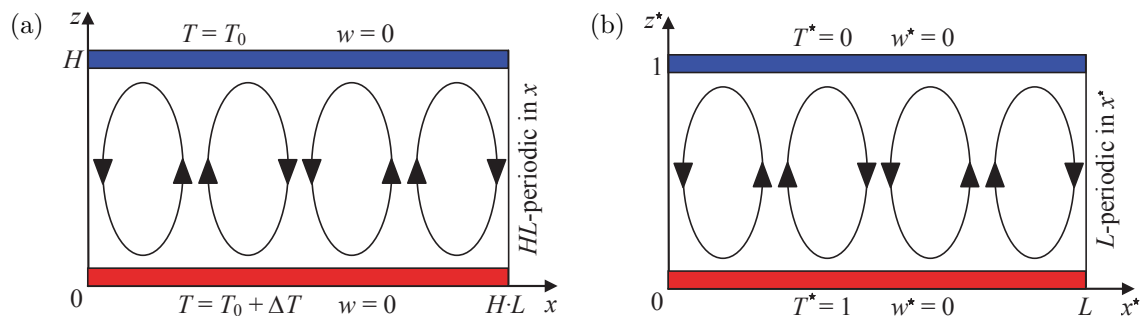 (a)
z
T = T₀ w = 0
H
HL-periodic in x
0
T = T₀ + ΔT w = 0
H·L
x
(b)
z*
T* = 0 w* = 0
1
L-periodic in x*
0
T* = 1 w* = 0
L
x*